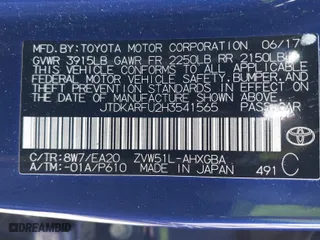 MFD. BY: TOYOTA MOTOR CORPORATION 06/17
GVWR 3915LB GAWR FR 2250LB RR 2150LB
THIS VEHICLE CONFORMS TO ALL APPLICABLE
FEDERAL MOTOR VEHICLE SAFETY, BUMPER, AND
THEFT PREVENTION STANDARDS IN EFFECT ON
THE DATE OF MANUFACTURE SHOWN ABOVE.
JTDKARFU2H3541565 PASS. CAR
C/TR: 8W7/EA20 ZVW51L-AHXGBA
A/TM: -01A/P610 MADE IN JAPAN 491 C
TOYOTA